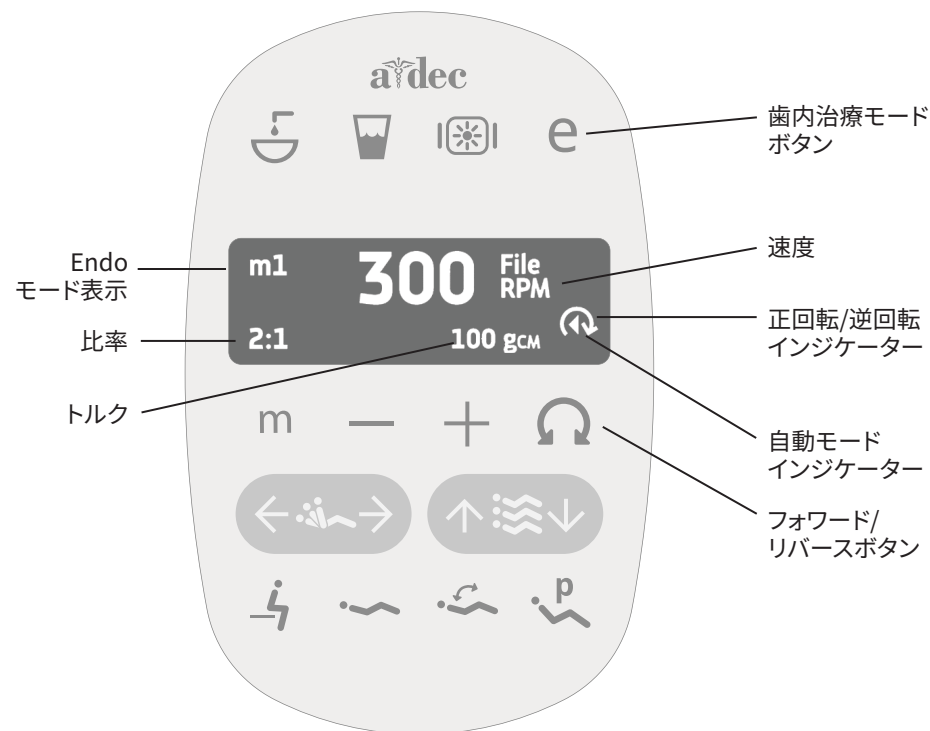 a dec
e
歯内治療モード
ボタン
Endo
モード表示
m1
300
File
RPM
速度
比率
2:1
100 gCM
正回転/逆回転
インジケーター
トルク
m
自動モード
インジケーター
フォワード/
リバースボタン
p